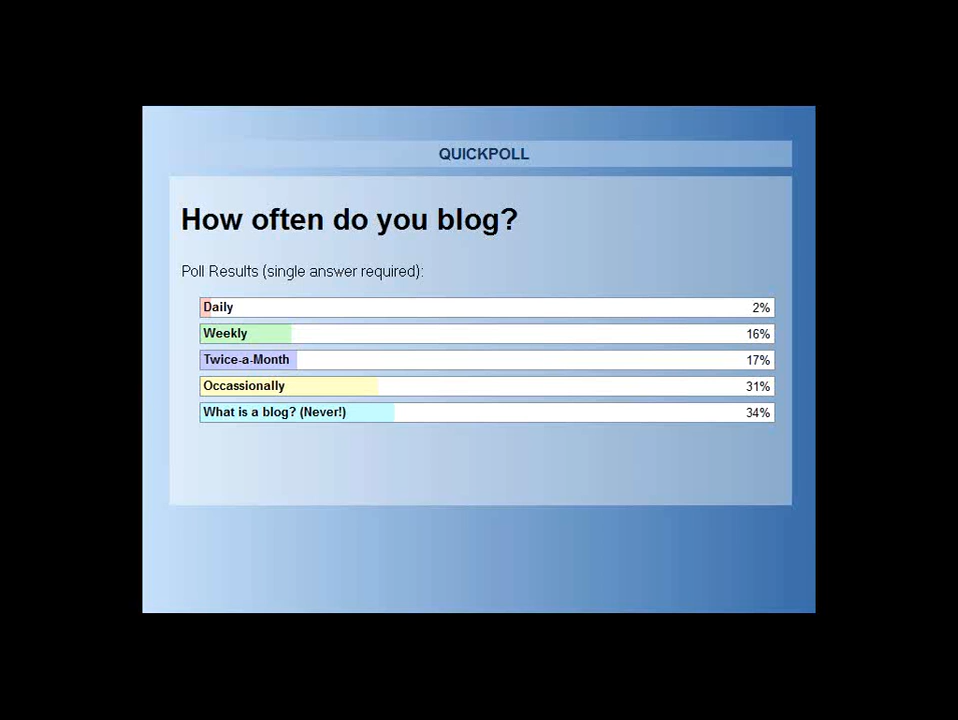 QUICKPOLL
How often do you blog?
Poll Results (single answer required):
Daily 2%
Weekly 16%
Twice-a-Month 17%
Occassionally 31%
What is a blog? (Never!) 34%